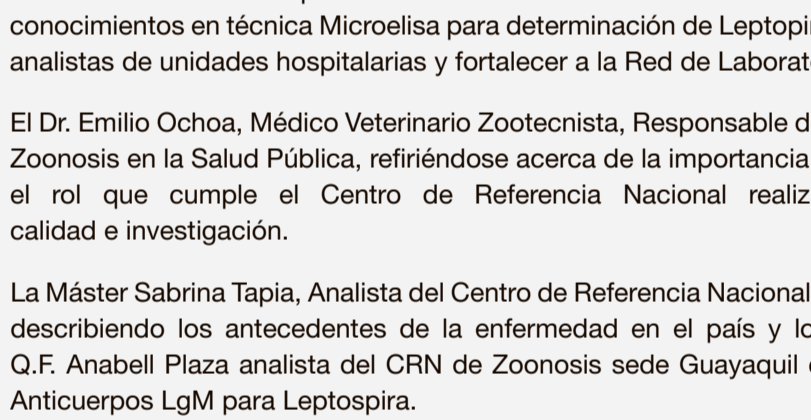 conocimientos en técnica Microelisa para determinación de
analistas de unidades hospitalarias y fortalecer a la Red de
El Dr. Emilio Ochoa, Médico Veterinario Zootecnista, Responsable
Zoonosis en la Salud Pública, refiriéndose acerca de la importancia
el rol que cumple el Centro de Referencia Nacional
calidad e investigación.
La Máster Sabrina Tapia, Analista del Centro de Referencia Nacional
describiendo los antecedentes de la enfermedad en el país y
Q.F. Anabell Plaza analista del CRN de Zoonosis sede Guayaquil
Anticuerpos LgM para Leptospira.